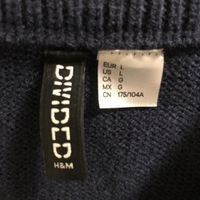 DIVIDED
H&M
EUR L
US L
CA G
MX G
CN 175/104A